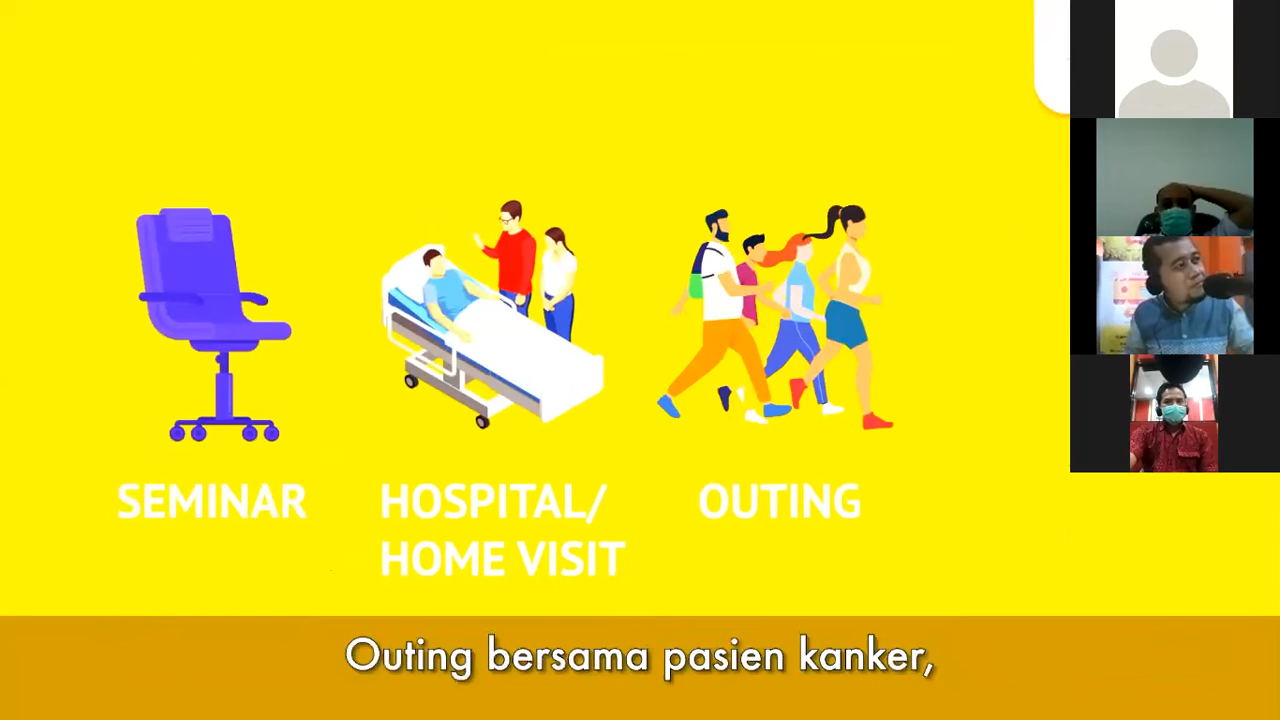 SEMINAR
HOSPITAL/
HOME VISIT
OUTING
Outing bersama pasien kanker,